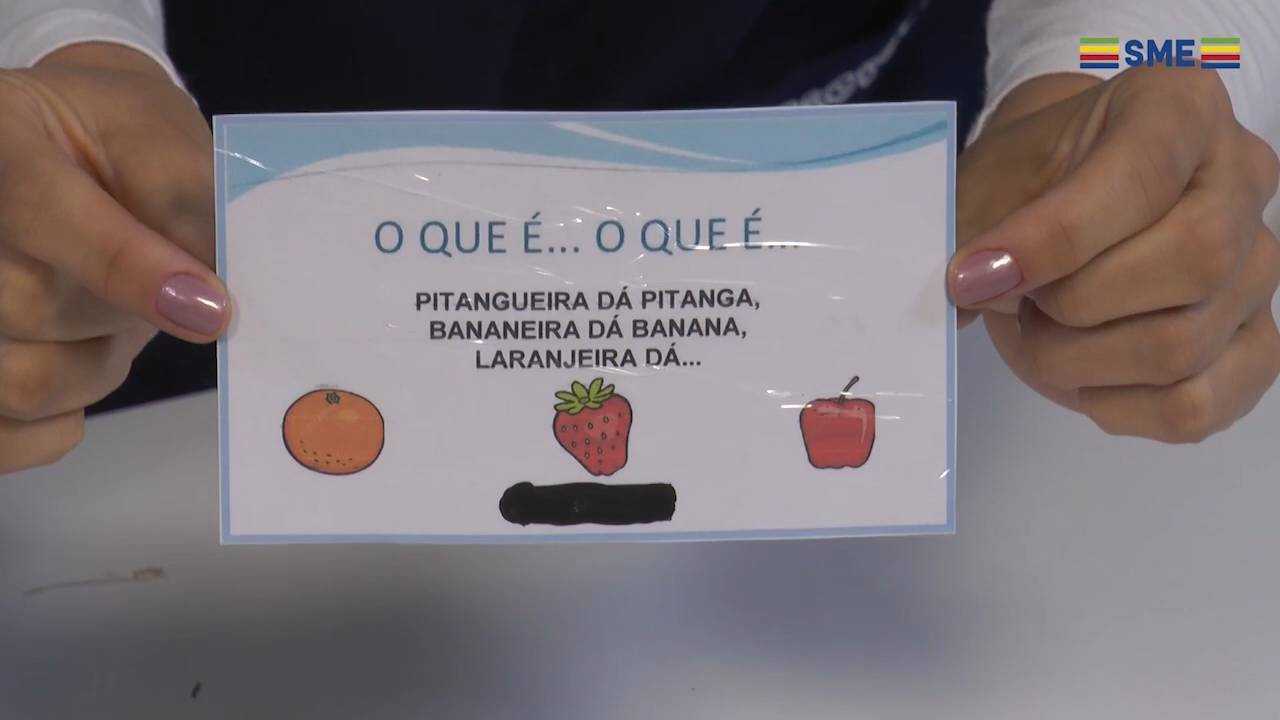 SME
O QUE É... O QUE É...
PITANGUEIRA DÁ PITANGA,
BANANEIRA DÁ BANANA,
LARANJEIRA DÁ...